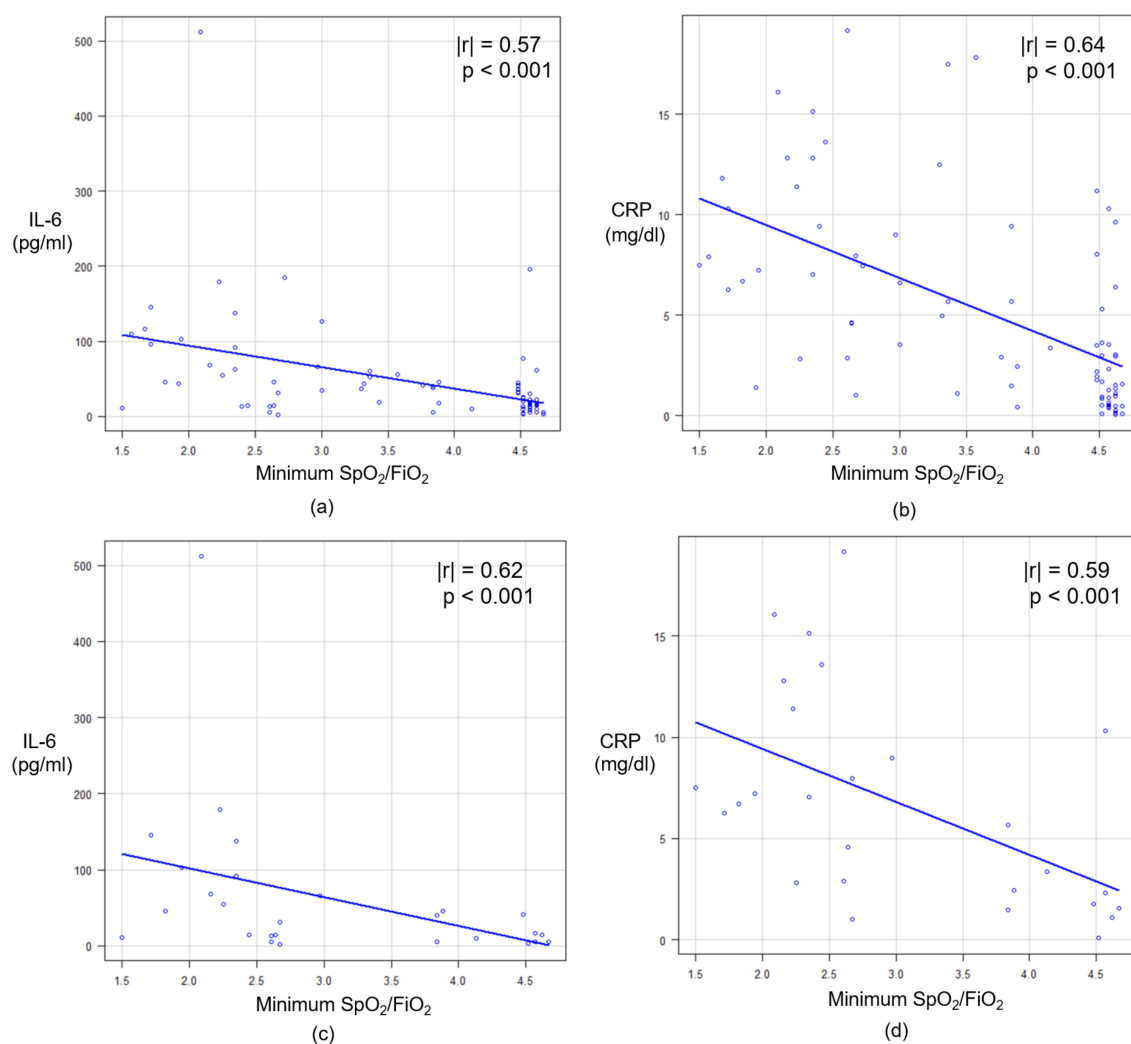 |r| = 0.57
p < 0.001
500
400
300
200
100
0
IL-6
(pg/ml)
1.5 2.0 2.5 3.0 3.5 4.0 4.5
Minimum SpO₂/FiO₂
(a)
|r| = 0.64
p < 0.001
15
10
5
0
CRP
(mg/dl)
1.5 2.0 2.5 3.0 3.5 4.0 4.5
Minimum SpO₂/FiO₂
(b)
|r| = 0.62
p < 0.001
500
400
300
200
100
0
IL-6
(pg/ml)
1.5 2.0 2.5 3.0 3.5 4.0 4.5
Minimum SpO₂/FiO₂
(c)
|r| = 0.59
p < 0.001
15
10
5
0
CRP
(mg/dl)
1.5 2.0 2.5 3.0 3.5 4.0 4.5
Minimum SpO₂/FiO₂
(d)